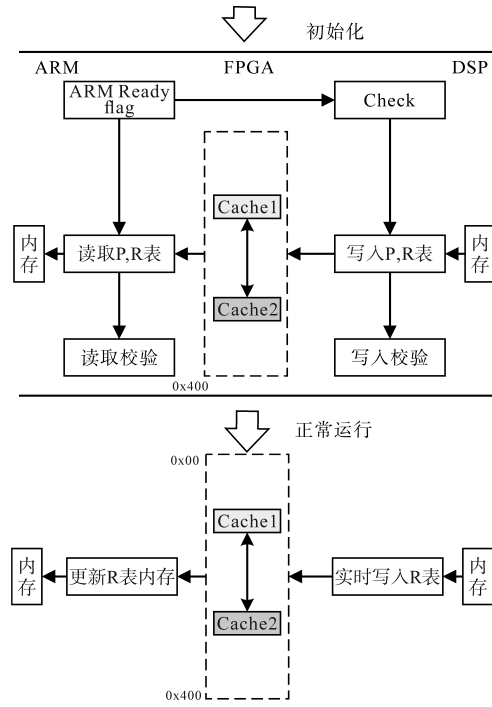 初始化
ARM FPGA DSP
ARM Ready
flag
Check
Cache1
内存
读取P,R表
写入P,R表
内存
Cache2
读取校验
写入校验
0x400
正常运行
0x00
Cache1
内存
更新R表内存
实时写入R表
内存
Cache2
0x400